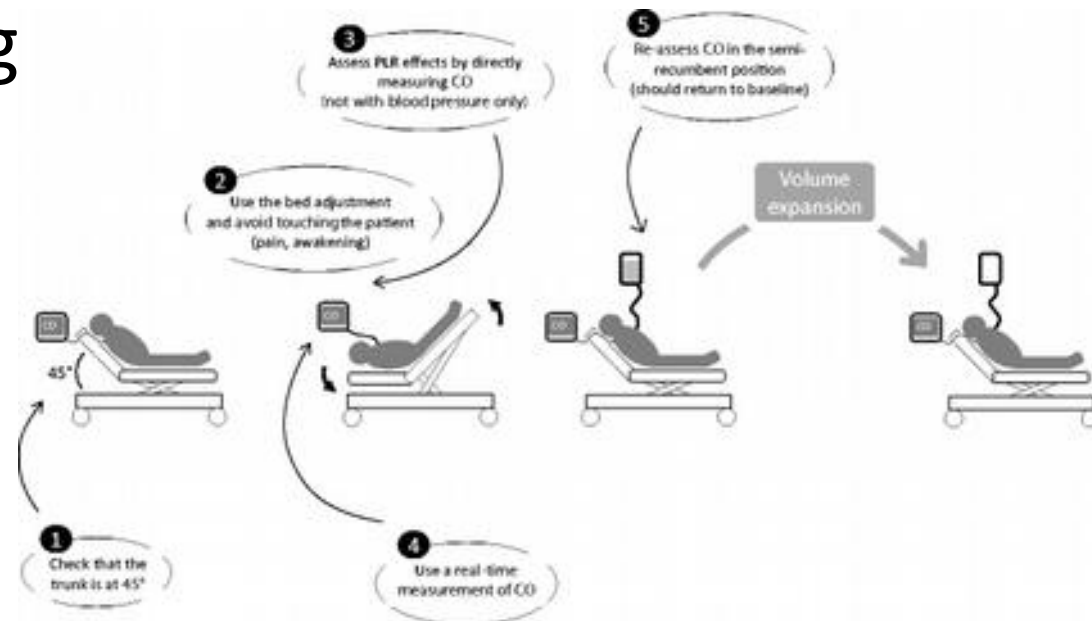 g
3
Assess PLR effects by directly
measuring CO
(not with blood pressure only)
5
Re-assess CO in the semi-
recumbent position
(should return to baseline)
2
Use the bed adjustment
and avoid touching the patient
(pain, awakening)
Volume
expansion
CO
45°
CO
CO
CO
1
Check that the
trunk is at 45°
4
Use a real-time
measurement of CO